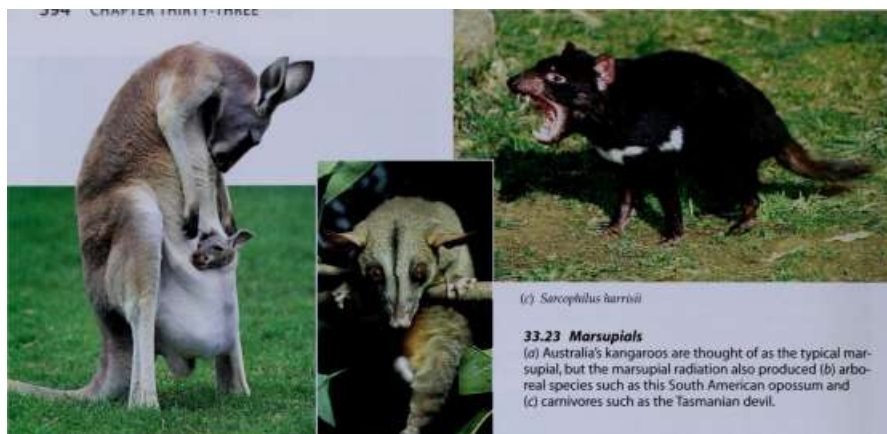 394 CHAPTER THIRTY-THREE
(c) Sarcophilus harrisii
33.23 Marsupials
(a) Australia's kangaroos are thought of as the typical mar-
supial, but the marsupial radiation also produced (b) arbo-
real species such as this South American opossum and
(c) carnivores such as the Tasmanian devil.